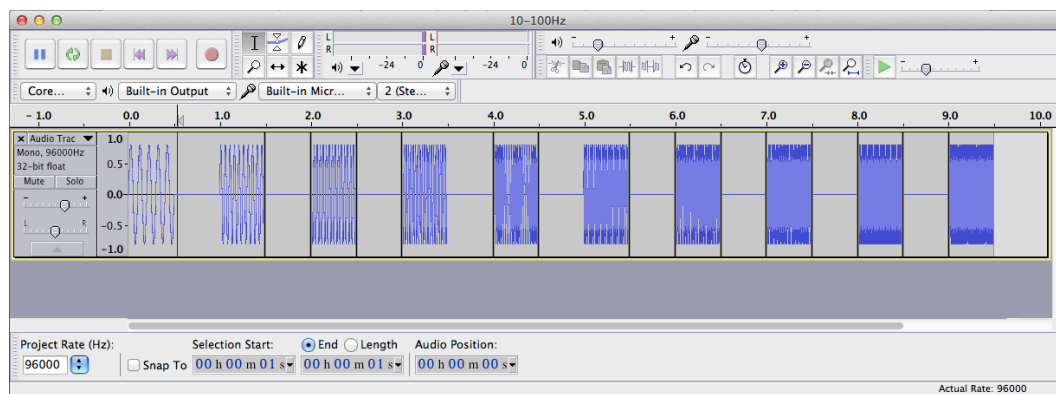 10-100Hz
L
R
-24
0
L
R
-24
0
- +
- +
- +
Core...
Built-in Output
Built-in Micr...
2 (Ste...
- 1.0 0.0 1.0 2.0 3.0 4.0 5.0 6.0 7.0 8.0 9.0 10.0
Audio Trac
Mono, 96000Hz
32-bit float
Mute Solo
- +
L R
1.0
0.5
0.0
-0.5
-1.0
Project Rate (Hz):
Selection Start: End Length Audio Position:
96000 Snap To 00 h 00 m 01 s 00 h 00 m 01 s 00 h 00 m 00 s
Actual Rate: 96000